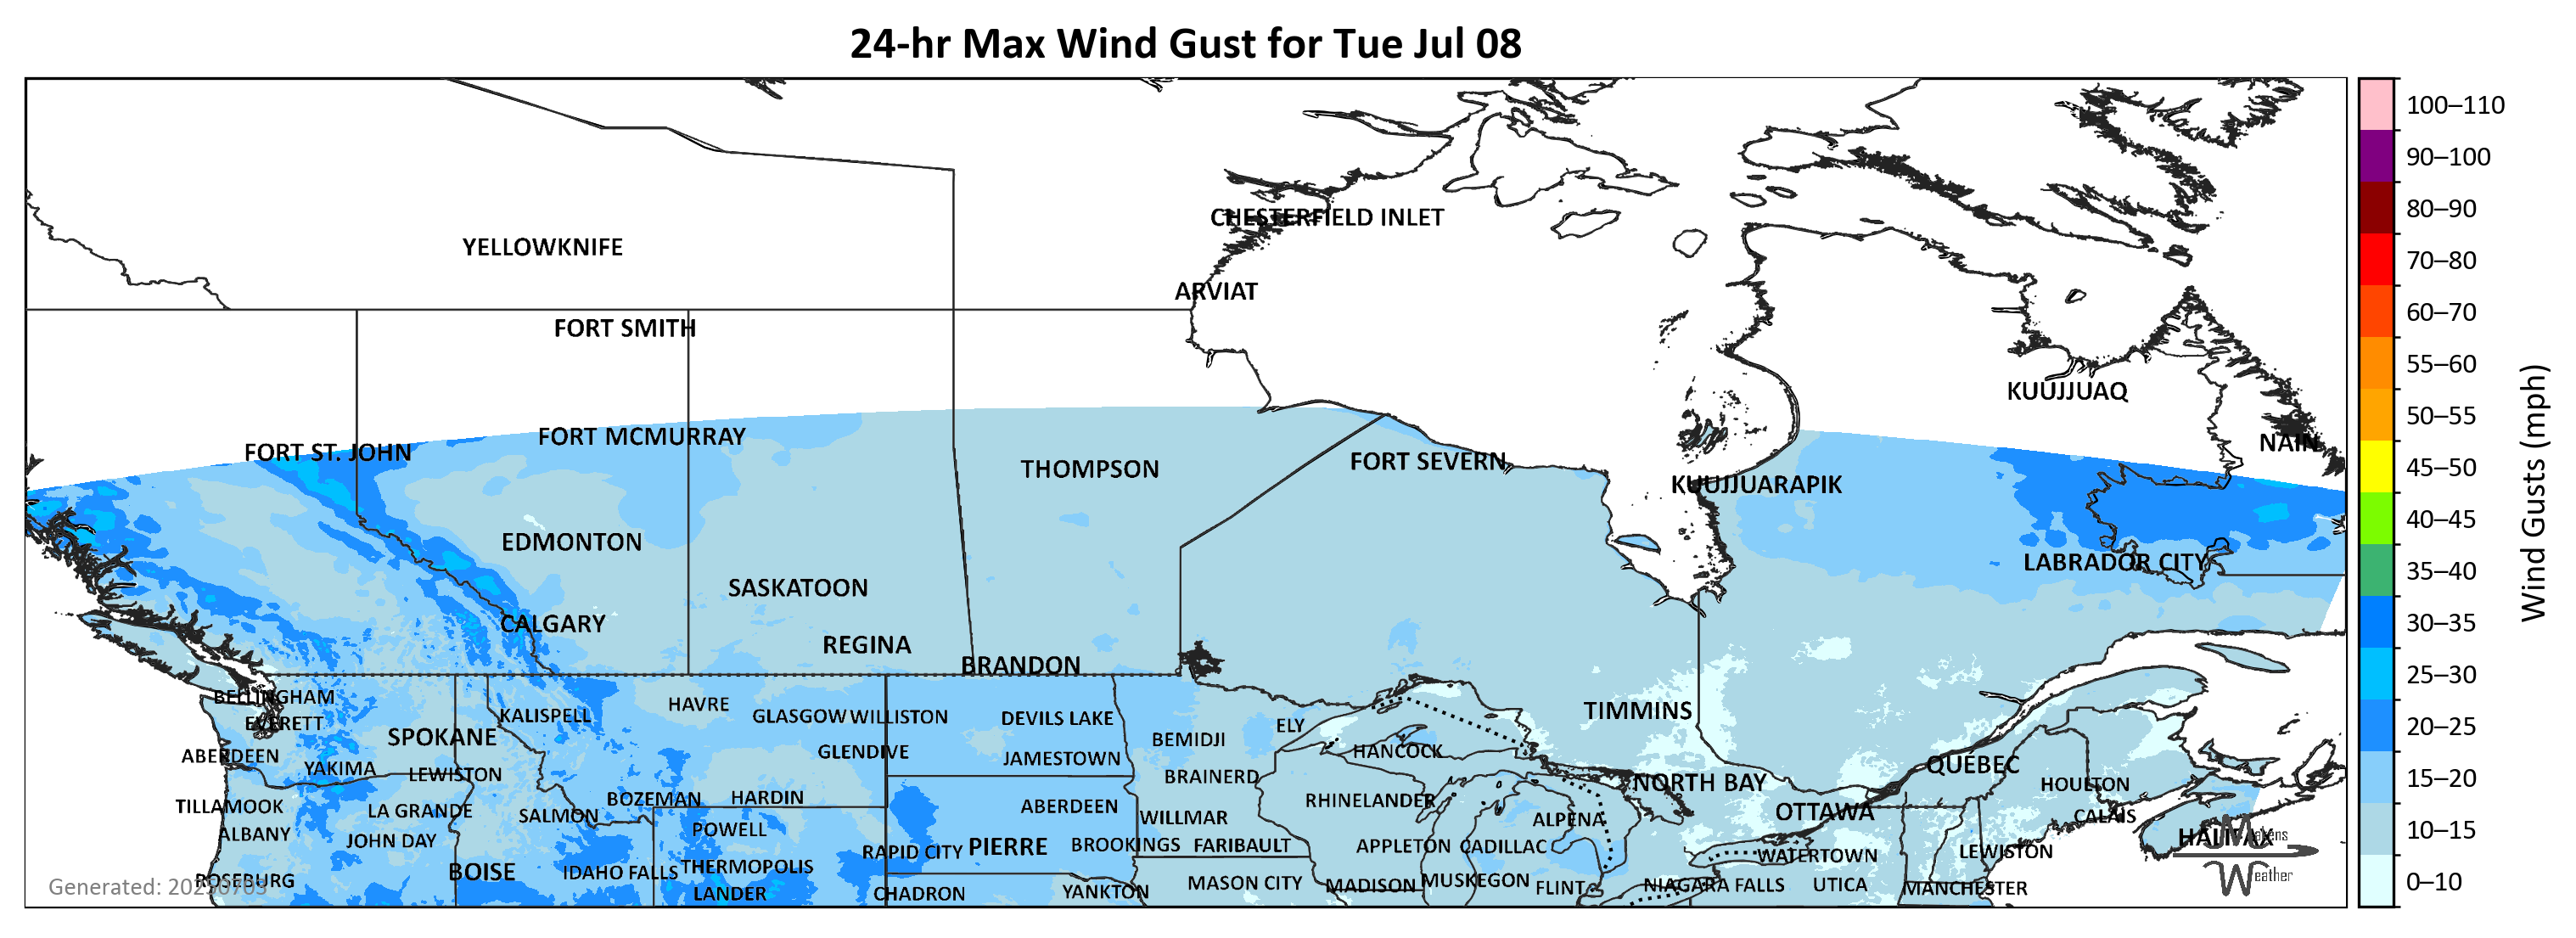 24-hr Max Wind Gust for Tue Jul 08
100–110
90–100
80–90
70–80
60–70
55–60
50–55
45–50
40–45
35–40
30–35
25–30
20–25
15–20
10–15
0–10
Wind Gusts (mph)
CHESTERFIELD INLET
YELLOWKNIFE
ARVIAT
FORT SMITH
KUUJJUAQ
FORT MCMURRAY
NAIN
FORT ST. JOHN
FORT SEVERN
THOMPSON
KUUJJUARAPIK
EDMONTON
LABRADOR CITY
SASKATOON
CALGARY
REGINA
BRANDON
BELLINGHAM
HAVRE
TIMMINS
KALISPELL
GLASGOW
WILLISTON
DEVILS LAKE
EVERETT
ELY
SPOKANE
BEMIDJI
GLENDIVE
HANCOCK
ABERDEEN
JAMESTOWN
QUÉBEC
YAKIMA
LEWISTON
BRAINERD
NORTH BAY
HOULTON
BOZEMAN
HARDIN
RHINELANDER
TILLAMOOK
ABERDEEN
LA GRANDE
OTTAWA
SALMON
CALAIS
WILLMAR
ALPENA
POWELL
ALBANY
HALIFAX
JOHN DAY
PIERRE
BROOKINGS
FARIBAULT
APPLETON
CADILLAC
RAPID CITY
LEWISTON
WATERTOWN
THERMOPOLIS
BOISE
IDAHO FALLS
ROSEBURG
MUSKEGON
MASON CITY
MADISON
FLINT
NIAGARA FALLS
UTICA
MANCHESTER
LANDER
CHADRON
YANKTON
Generated: 20250703
Makens
Weather